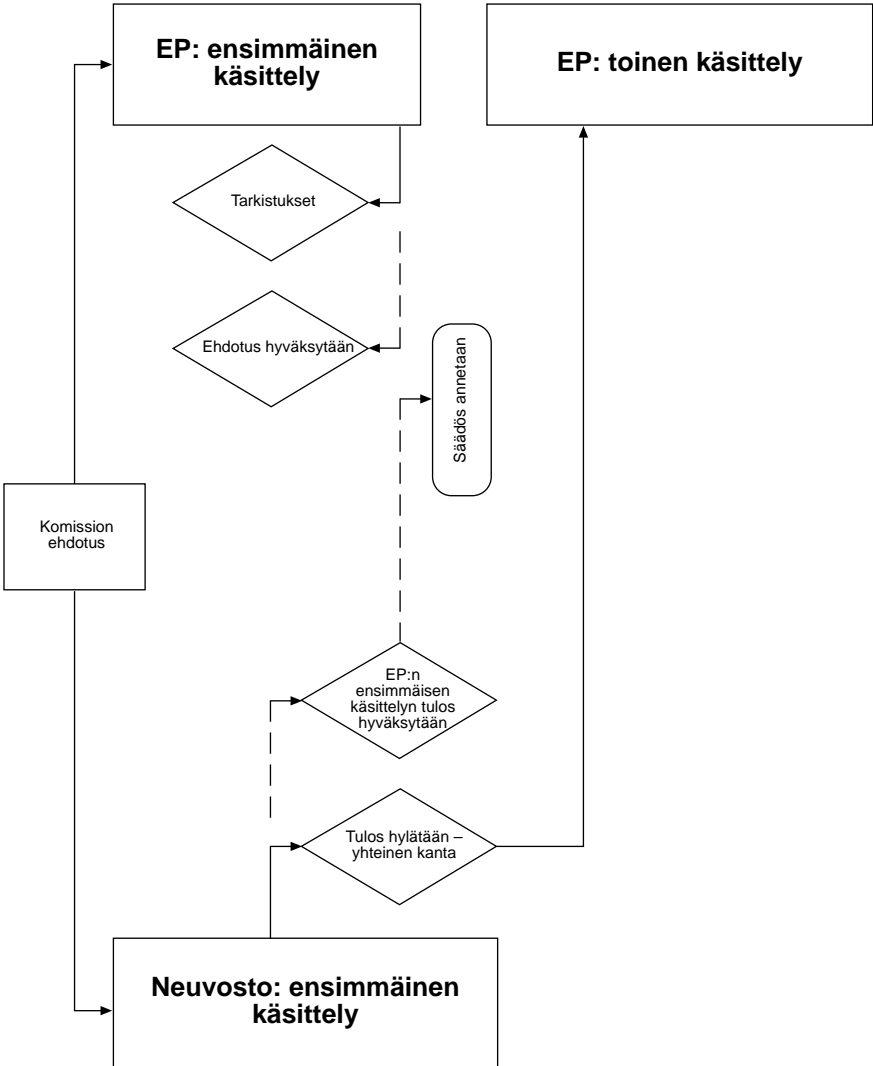 EP: ensimmäinen
käsittely
EP: toinen käsittely
Tarkistukset
Ehdotus hyväksytään
Säädös annetaan
Komission
ehdotus
EP:n
ensimmäisen
käsittelyn tulos
hyväksytään
Tulos hylätään –
yhteinen kanta
Neuvosto: ensimmäinen
käsittely